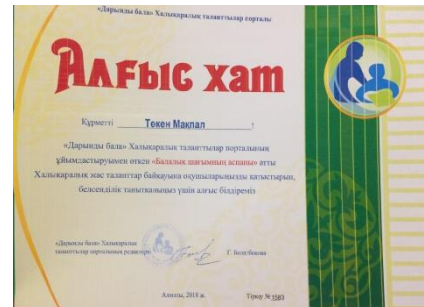 «Дарынды бала» Халықаралық таланттылар порталы
АЛҒЫС ХАТ
Құрметті Төкен Мақпал !
«Дарынды бала» Халықаралық таланттылар порталының
ұйымдастыруымен өткен «Балалық шағымның аспаны» атты
Халықаралық жас таланттар байқауына оқушыларыңызды қатыстырып,
белсенділік танытқаныңыз үшін алғыс білдіреміз
«Дарынды бала» Халықаралық
таланттылар порталының редакторы
Алматы, 2018 ж. Тіркеу № 3583